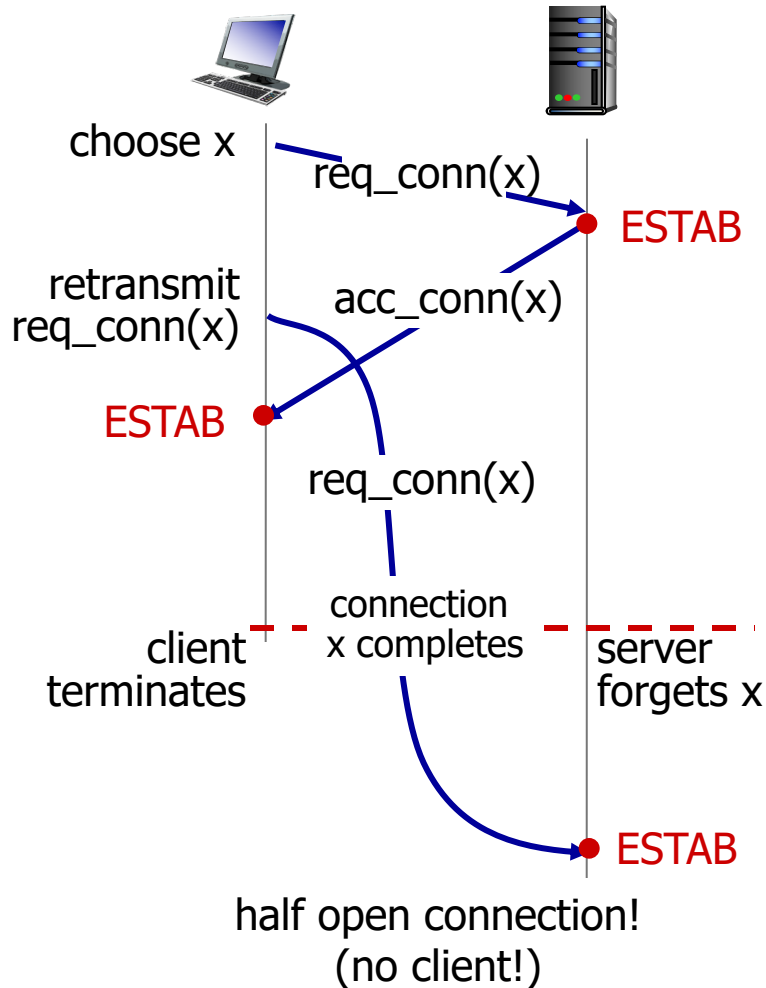 choose x
req_conn(x)
ESTAB
retransmit
req_conn(x)
acc_conn(x)
ESTAB
req_conn(x)
connection
x completes
client
terminates
server
forgets x
ESTAB
half open connection!
(no client!)